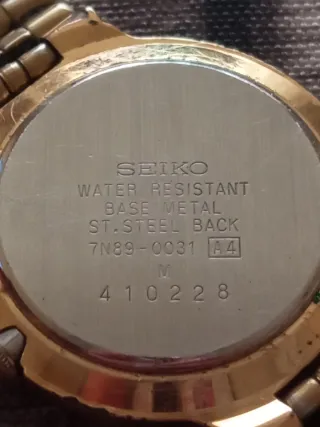 SEIKO
WATER RESISTANT
BASE METAL
ST.STEEL BACK
7N89-0031 A4
M
410228